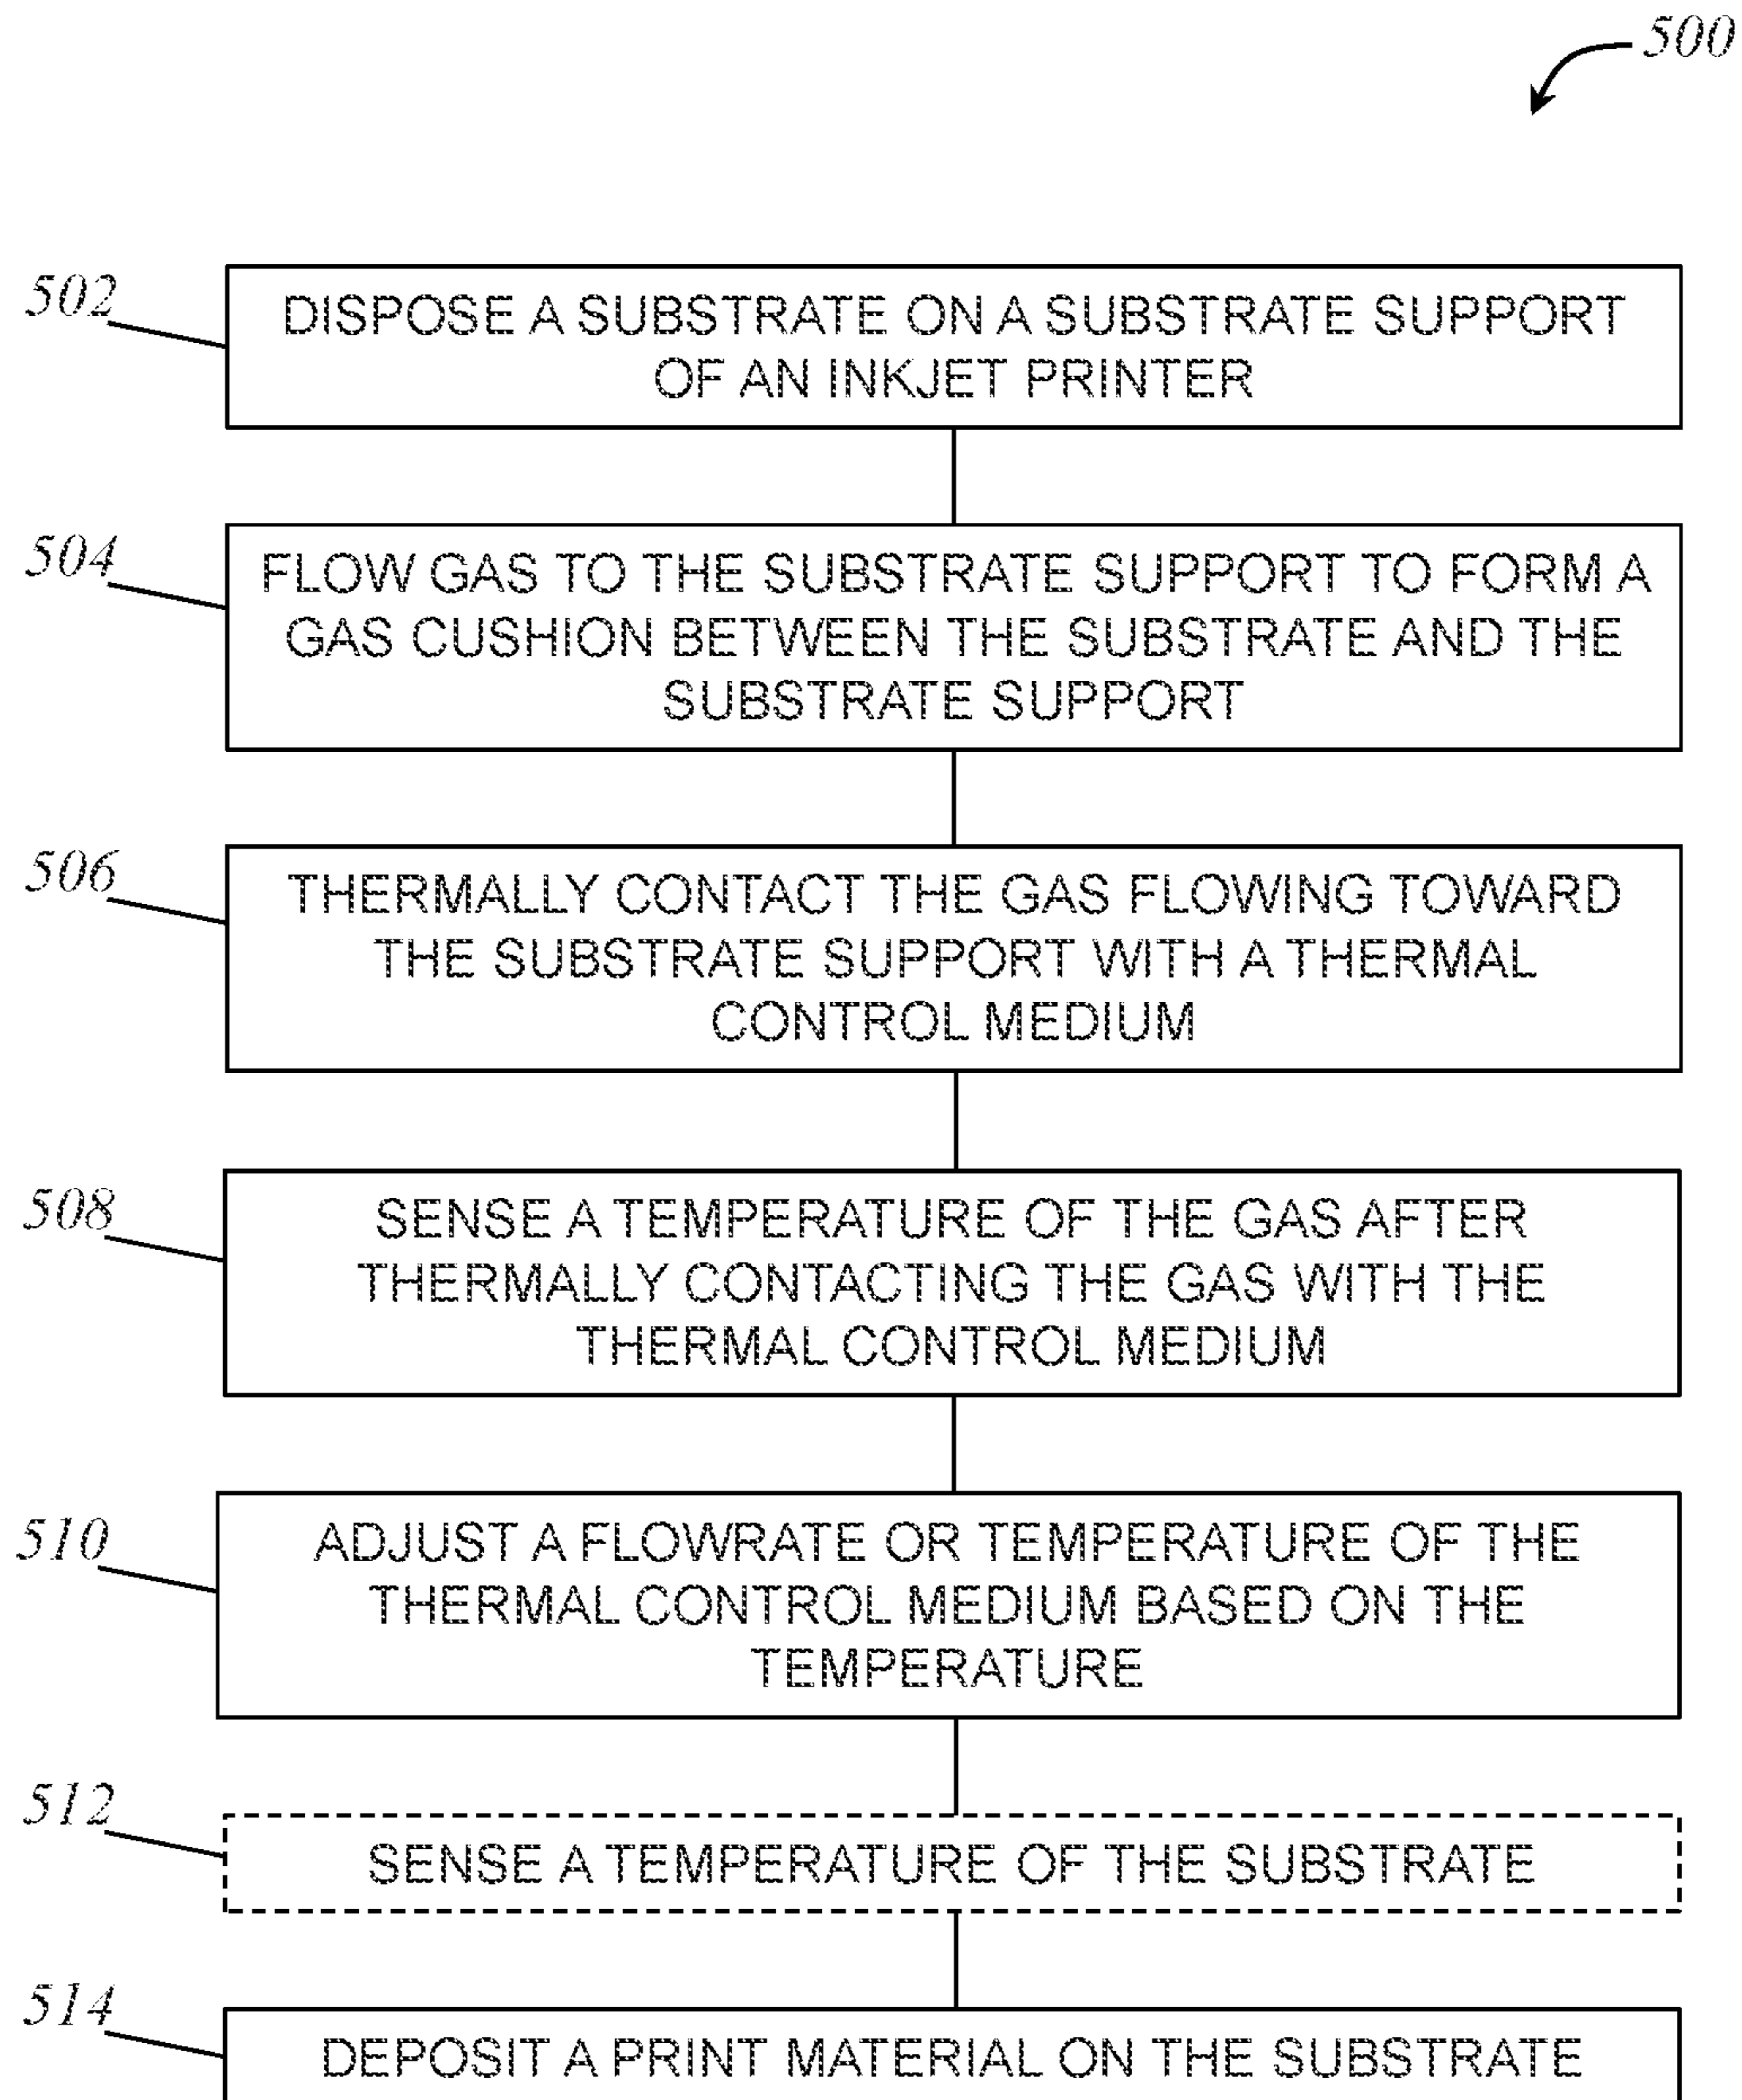 500
502
DISPOSE A SUBSTRATE ON A SUBSTRATE SUPPORT
OF AN INKJET PRINTER
504
FLOW GAS TO THE SUBSTRATE SUPPORT TO FORM A
GAS CUSHION BETWEEN THE SUBSTRATE AND THE
SUBSTRATE SUPPORT
506
THERMALLY CONTACT THE GAS FLOWING TOWARD
THE SUBSTRATE SUPPORT WITH A THERMAL
CONTROL MEDIUM
508
SENSE A TEMPERATURE OF THE GAS AFTER
THERMALLY CONTACTING THE GAS WITH THE
THERMAL CONTROL MEDIUM
510
ADJUST A FLOWRATE OR TEMPERATURE OF THE
THERMAL CONTROL MEDIUM BASED ON THE
TEMPERATURE
512
SENSE A TEMPERATURE OF THE SUBSTRATE
514
DEPOSIT A PRINT MATERIAL ON THE SUBSTRATE